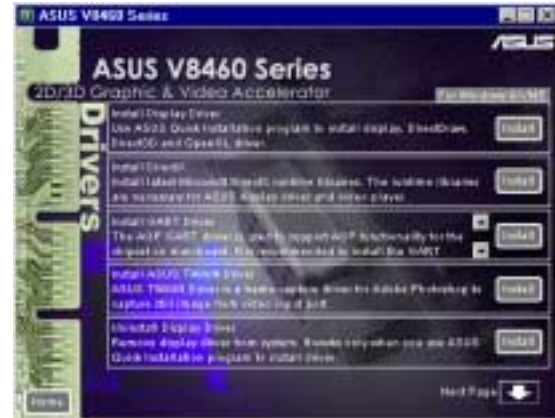 ASUS V8460 Series
ASUS
ASUS V8460 Series
2D/3D Graphic & Video Accelerator
For Windows
Drivers
Install Display Driver
Use ASUS Quick Installation program to install display, DirectDraw,
Direct3D and OpenGL driver.
Install
Install DirectX
Install latest Microsoft DirectX runtime libraries. The runtime libraries
are necessary for ASUS display driver and video player.
Install
Install GART Driver
The AGP GART driver is used to support AGP functionality for the
chipset on mainboard. It is recommended to install the GART
Install
Install ASUS TWAIN Driver
ASUS TWAIN Driver is a frame capture driver for Adobe Photoshop to
capture still image from video input port.
Install
Uninstall Display Driver
Remove display driver from system. It works only when you use ASUS
Quick Installation program to install driver.
Install
Home
Next Page